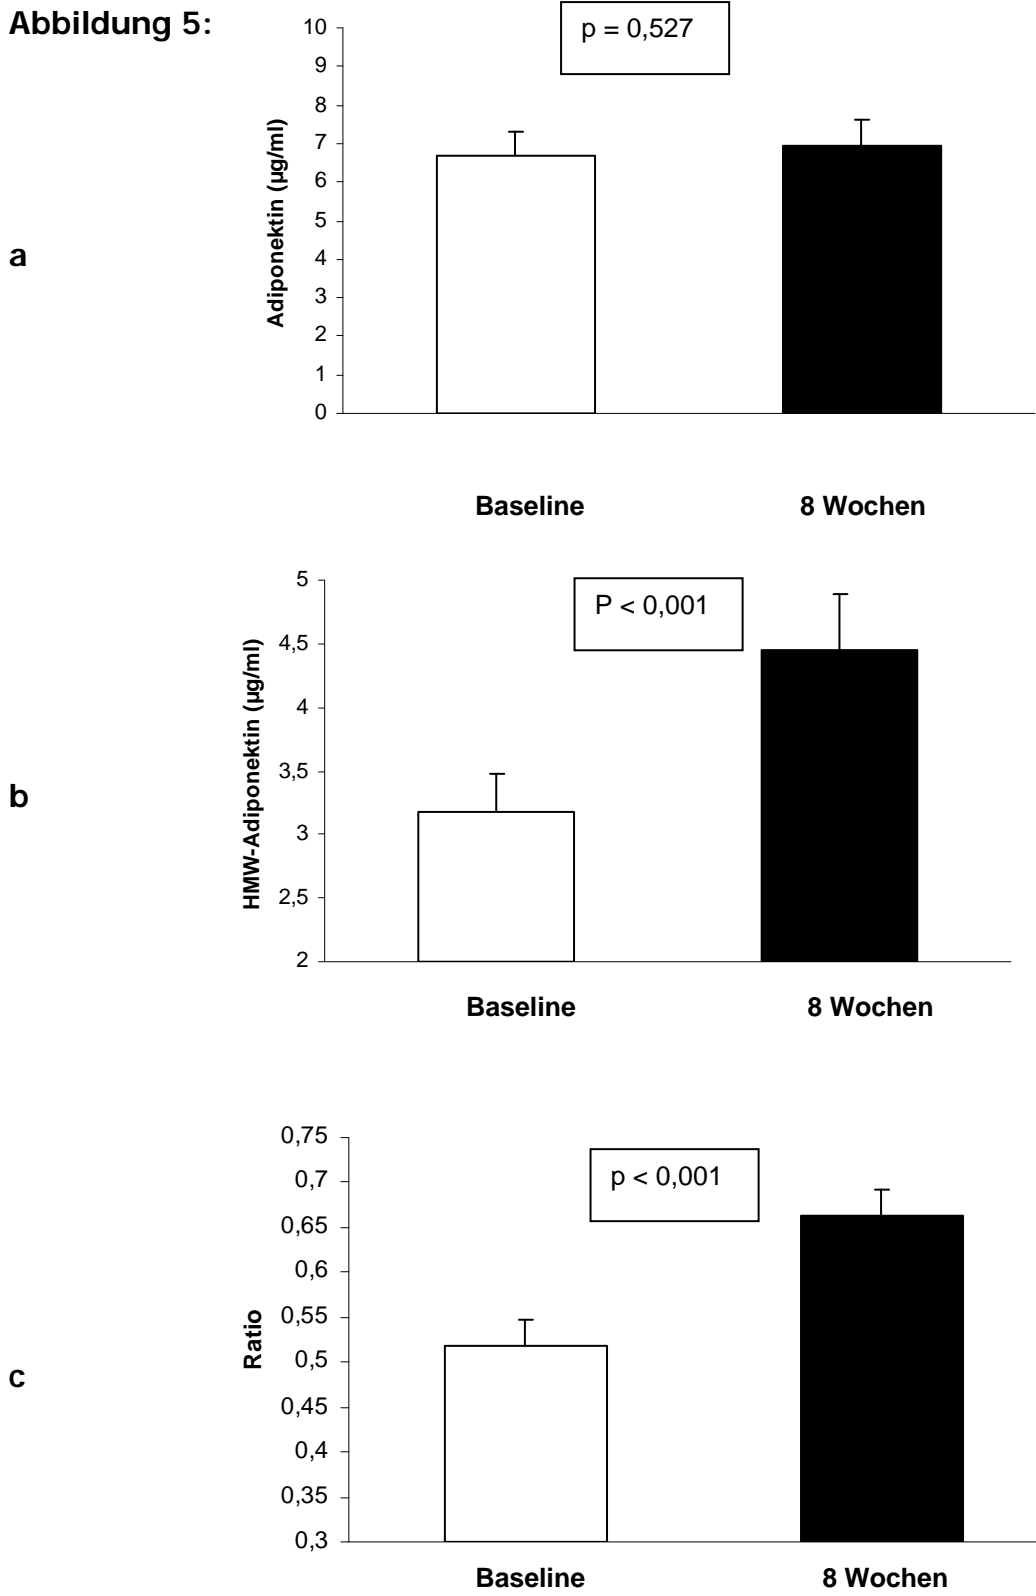 Abbildung 5:
a
p = 0,527
Adiponektin (µg/ml)
10
9
8
7
6
5
4
3
2
1
0
Baseline
8 Wochen
b
P < 0,001
HMW-Adiponektin (µg/ml)
5
4,5
4
3,5
3
2,5
2
Baseline
8 Wochen
c
p < 0,001
Ratio
0,75
0,7
0,65
0,6
0,55
0,5
0,45
0,4
0,35
0,3
Baseline
8 Wochen